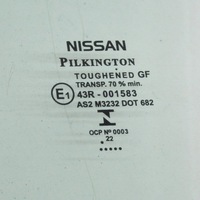 NISSAN
PILKINGTON
TOUGHENED GF
TRANSP. 70 % min.
E1 43R - 001583
AS2 M3232 DOT 682
OCP Nº 0003
22